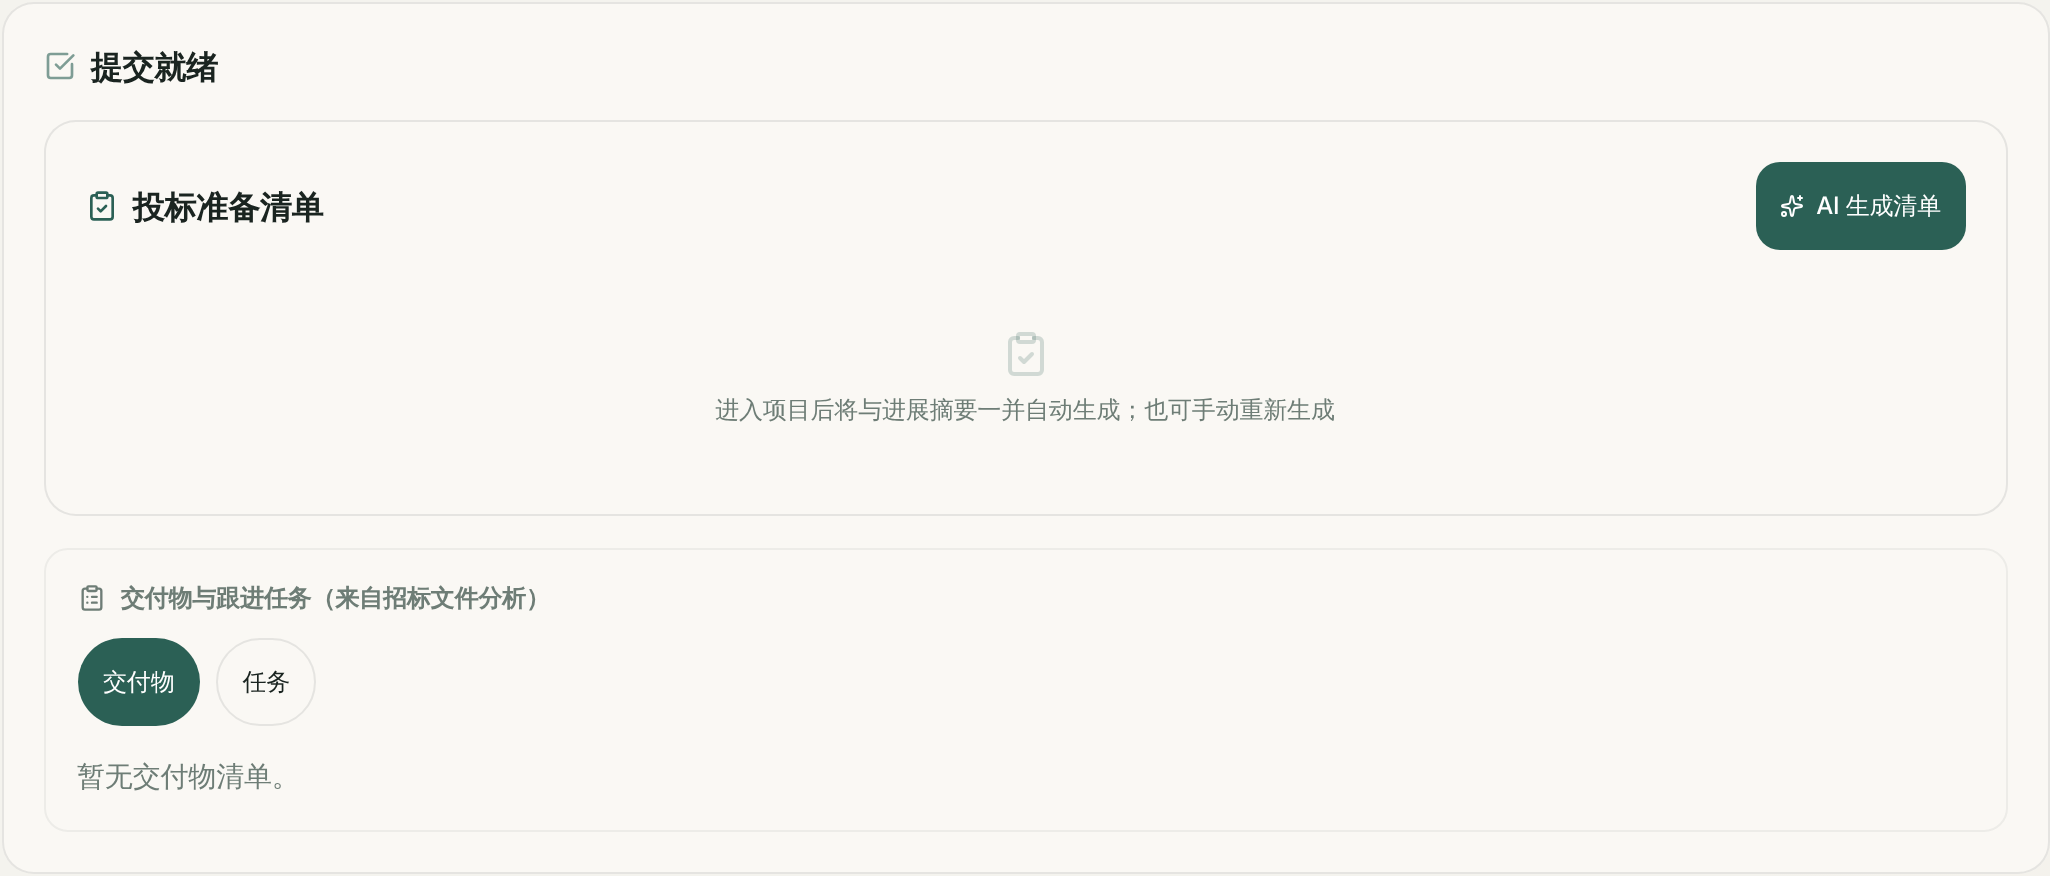 提交就绪
投标准备清单
AI 生成清单
进入项目后将与进展摘要一并自动生成；也可手动重新生成
交付物与跟进任务（来自招标文件分析）
交付物
任务
暂无交付物清单。